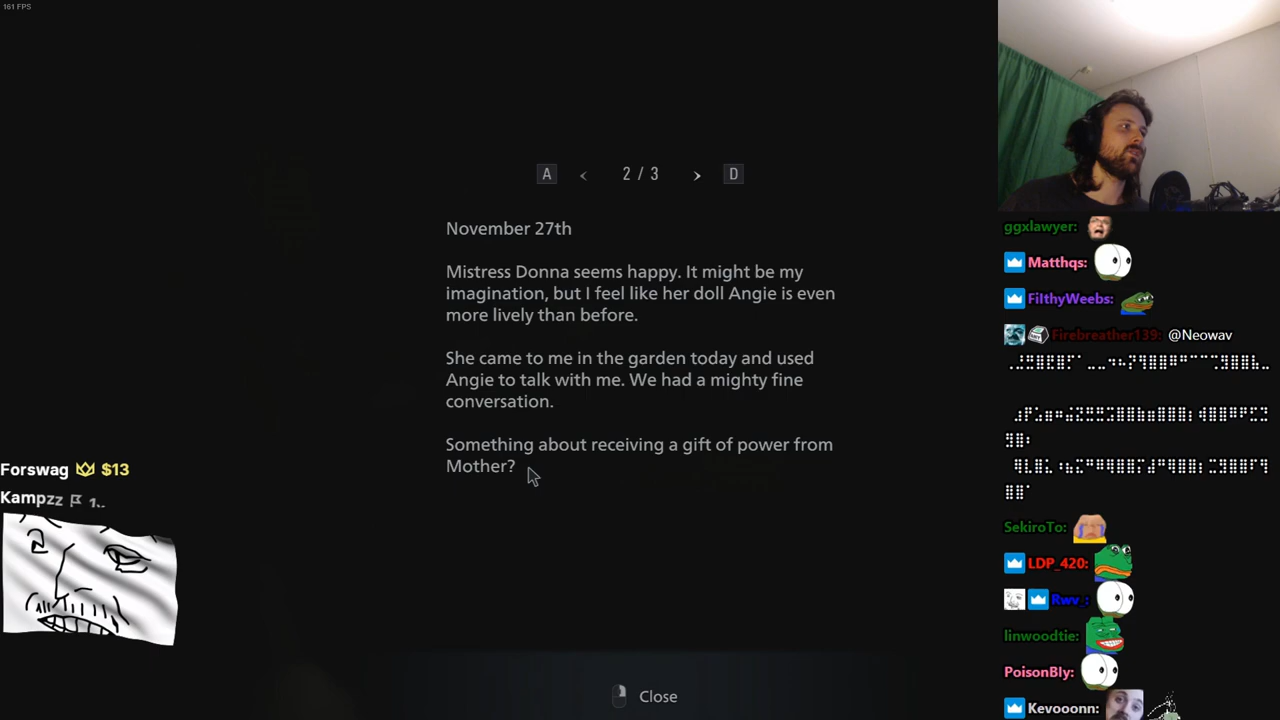 161 FPS
A < 2 / 3 > D
November 27th
Mistress Donna seems happy. It might be my
imagination, but I feel like her doll Angie is even
more lively than before.
She came to me in the garden today and used
Angie to talk with me. We had a mighty fine
conversation.
Something about receiving a gift of power from
Mother?
Close
Forswag $13
Kampzz
ggxlawyer:
Matthqs:
FilthyWeebs:
Firebreather139: @Neowav
SekiroTo:
LDP_420:
Rwv_:
linwoodtie:
PoisonBly:
Kevooonn: